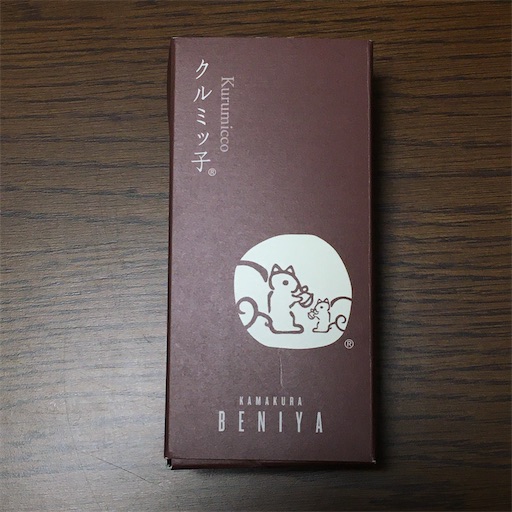 クルミッ子®
Kurumicco
®
KAMAKURA
BENIYA